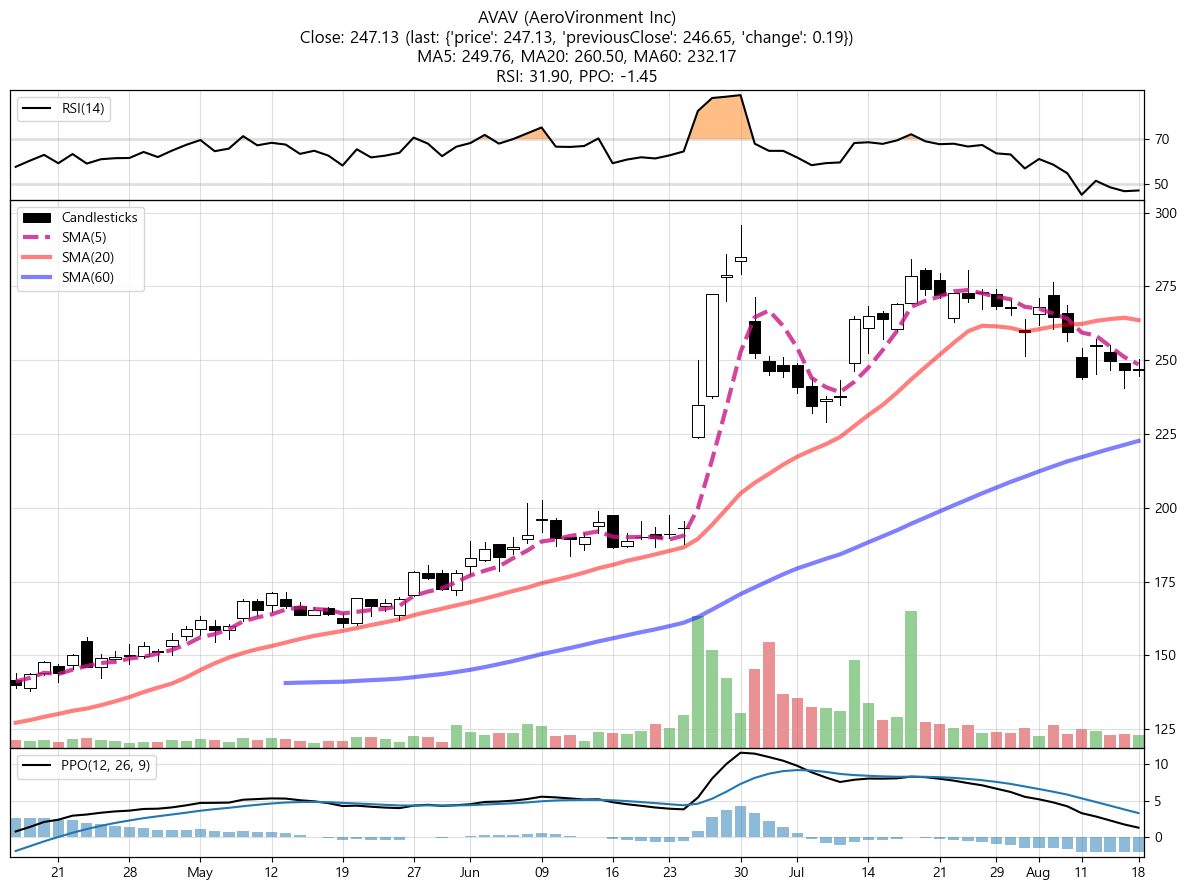 AVAV (AeroVironment Inc)
Close: 247.13 (last: {'price': 247.13, 'previousClose': 246.65, 'change': 0.19})
MA5: 249.76, MA20: 260.50, MA60: 232.17
RSI: 31.90, PPO: -1.45
RSI(14)
70
50
Candlesticks
SMA(5)
SMA(20)
SMA(60)
300
275
250
225
200
175
150
125
PPO(12, 26, 9)
10
5
0
21 28 May 12 19 27 Jun 09 16 23 30 Jul 14 21 29 Aug 11 18